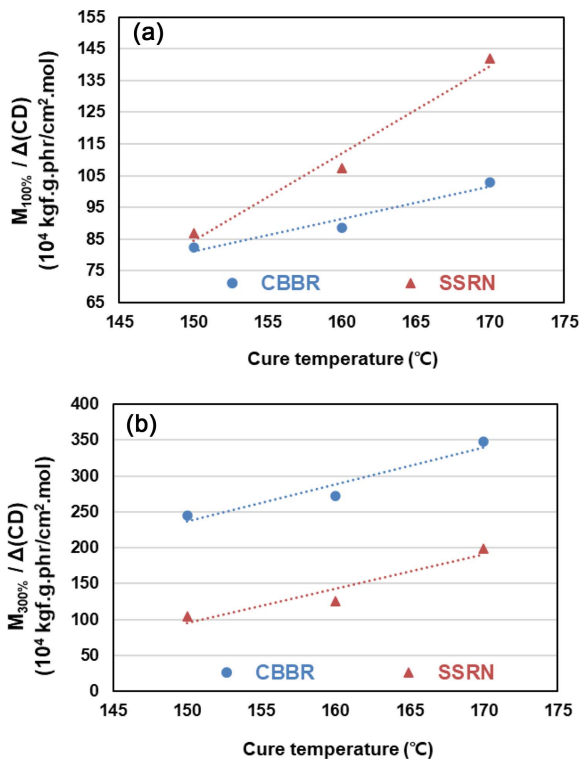 (a)
155
145
135
125
115
105
95
85
75
65
M100% / Δ(CD)
(10⁴ kgf.g.phr/cm².mol)
CBBR
SSRN
145 150 155 160 165 170 175
Cure temperature (℃)
(b)
400
350
300
250
200
150
100
50
0
M300% / Δ(CD)
(10⁴ kgf.g.phr/cm².mol)
CBBR
SSRN
145 150 155 160 165 170 175
Cure temperature (℃)